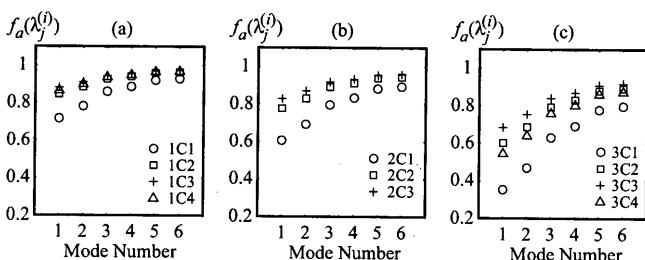 f_a(λ_j^(i)) (a)
1
0.8
0.6
0.4
0.2
○ 1C1
□ 1C2
+ 1C3
△ 1C4
1 2 3 4 5 6
Mode Number
f_a(λ_j^(i)) (b)
1
0.8
0.6
0.4
0.2
○ 2C1
□ 2C2
+ 2C3
1 2 3 4 5 6
Mode Number
f_a(λ_j^(i)) (c)
1
0.8
0.6
0.4
0.2
○ 3C1
□ 3C2
+ 3C3
△ 3C4
1 2 3 4 5 6
Mode Number